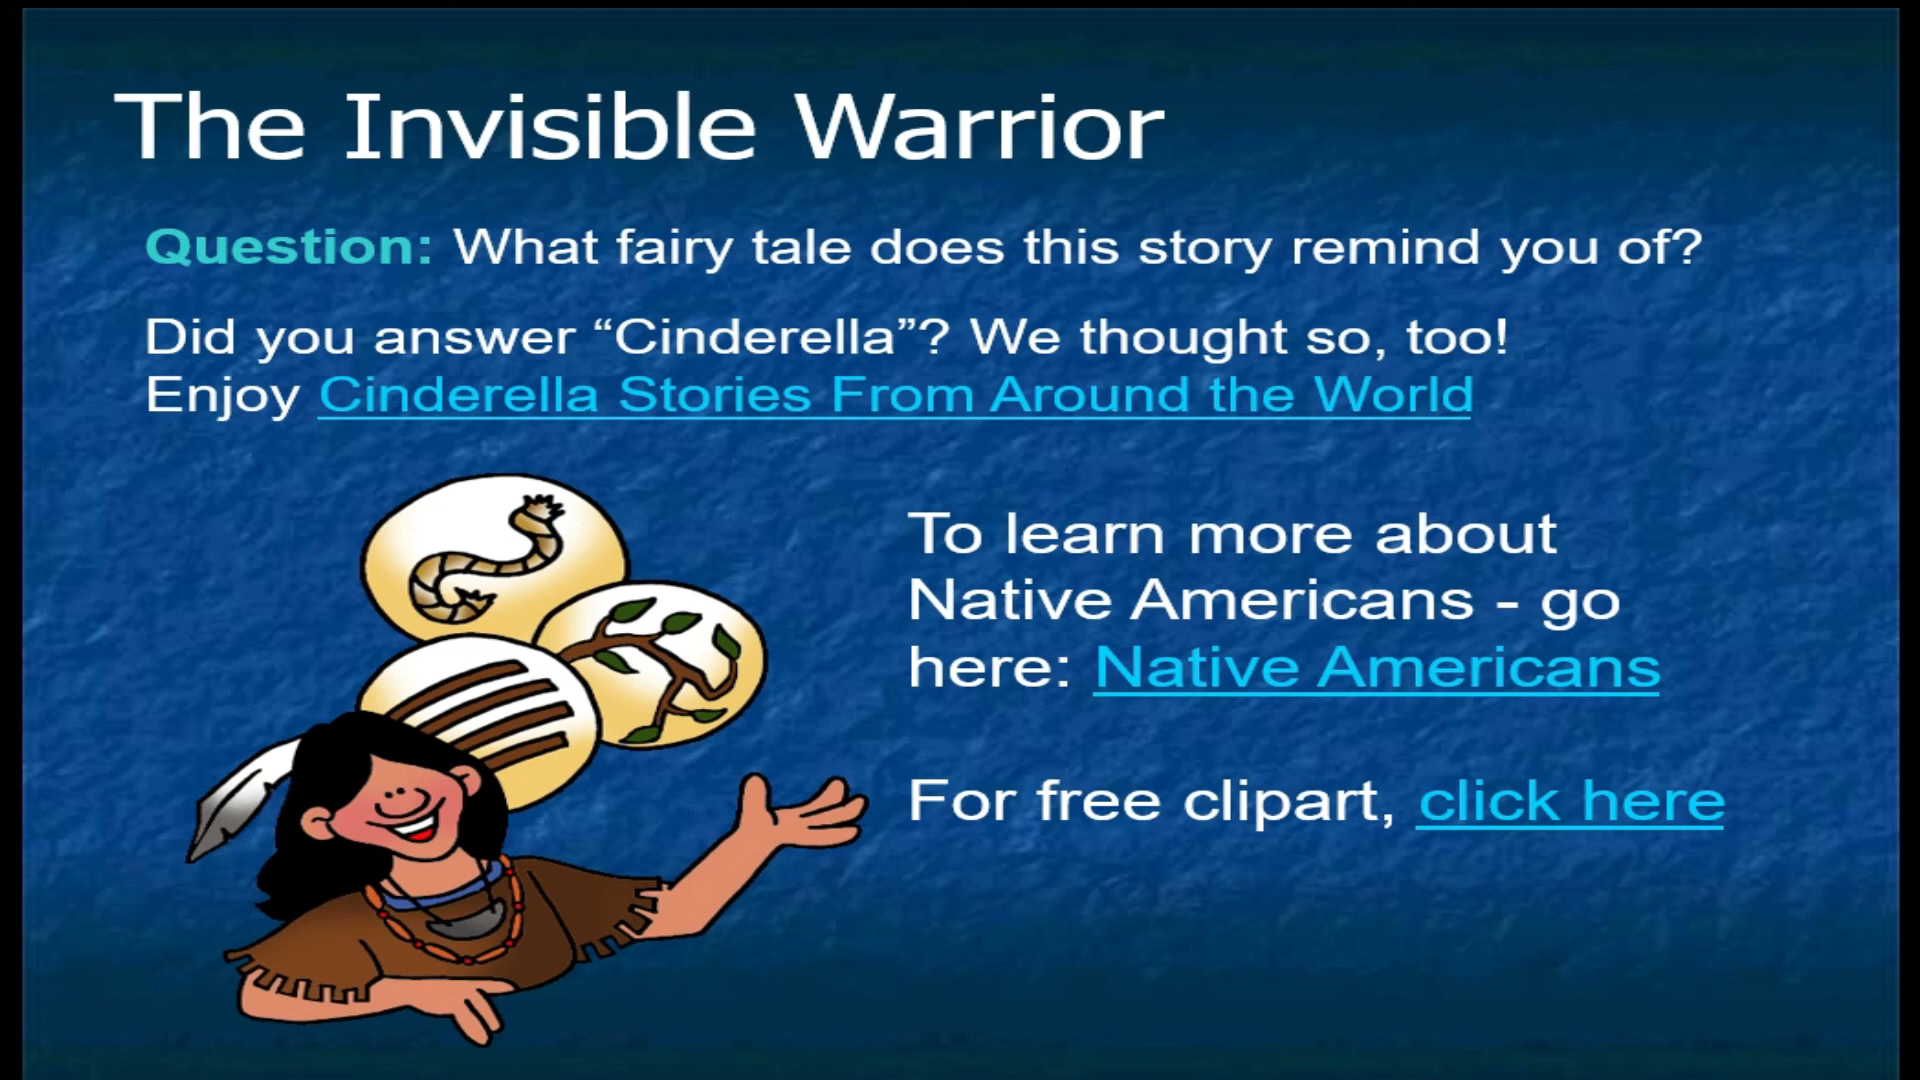 The Invisible Warrior
Question: What fairy tale does this story remind you of?
Did you answer “Cinderella”? We thought so, too!
Enjoy Cinderella Stories From Around the World
To learn more about
Native Americans - go
here: Native Americans
For free clipart, click here